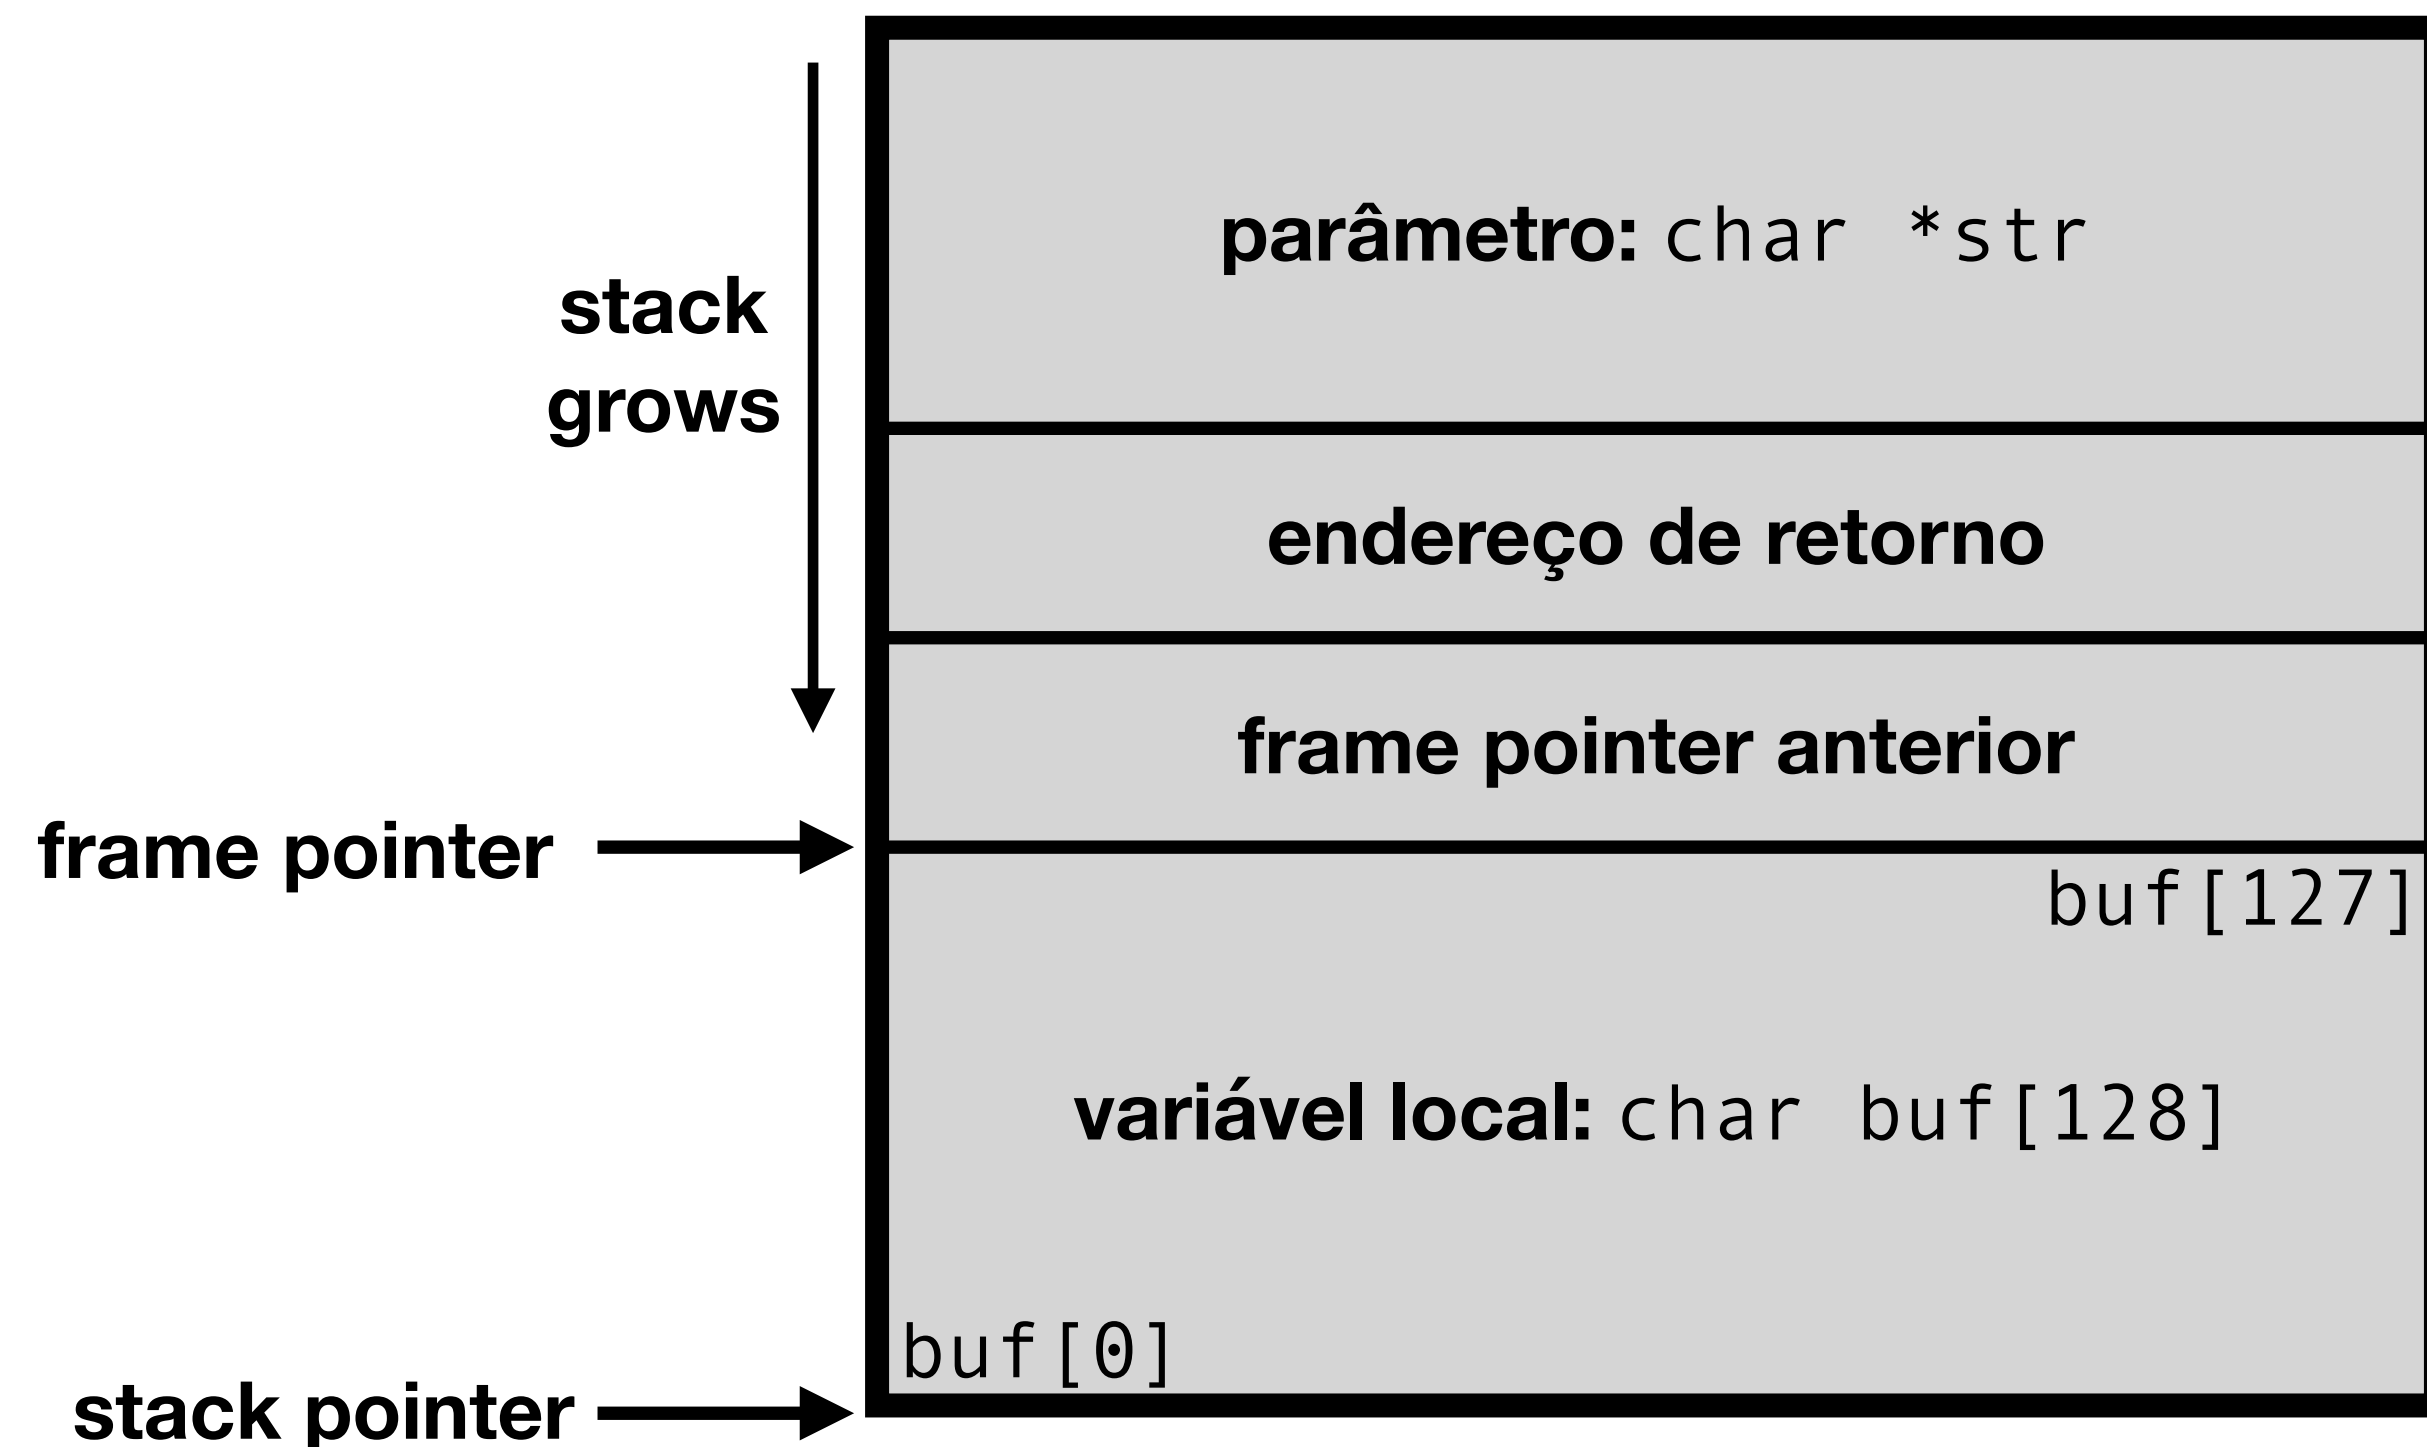 parâmetro: char *str
stack
grows
endereço de retorno
frame pointer anterior
frame pointer
buf[127]
variável local: char buf[128]
buf[0]
stack pointer